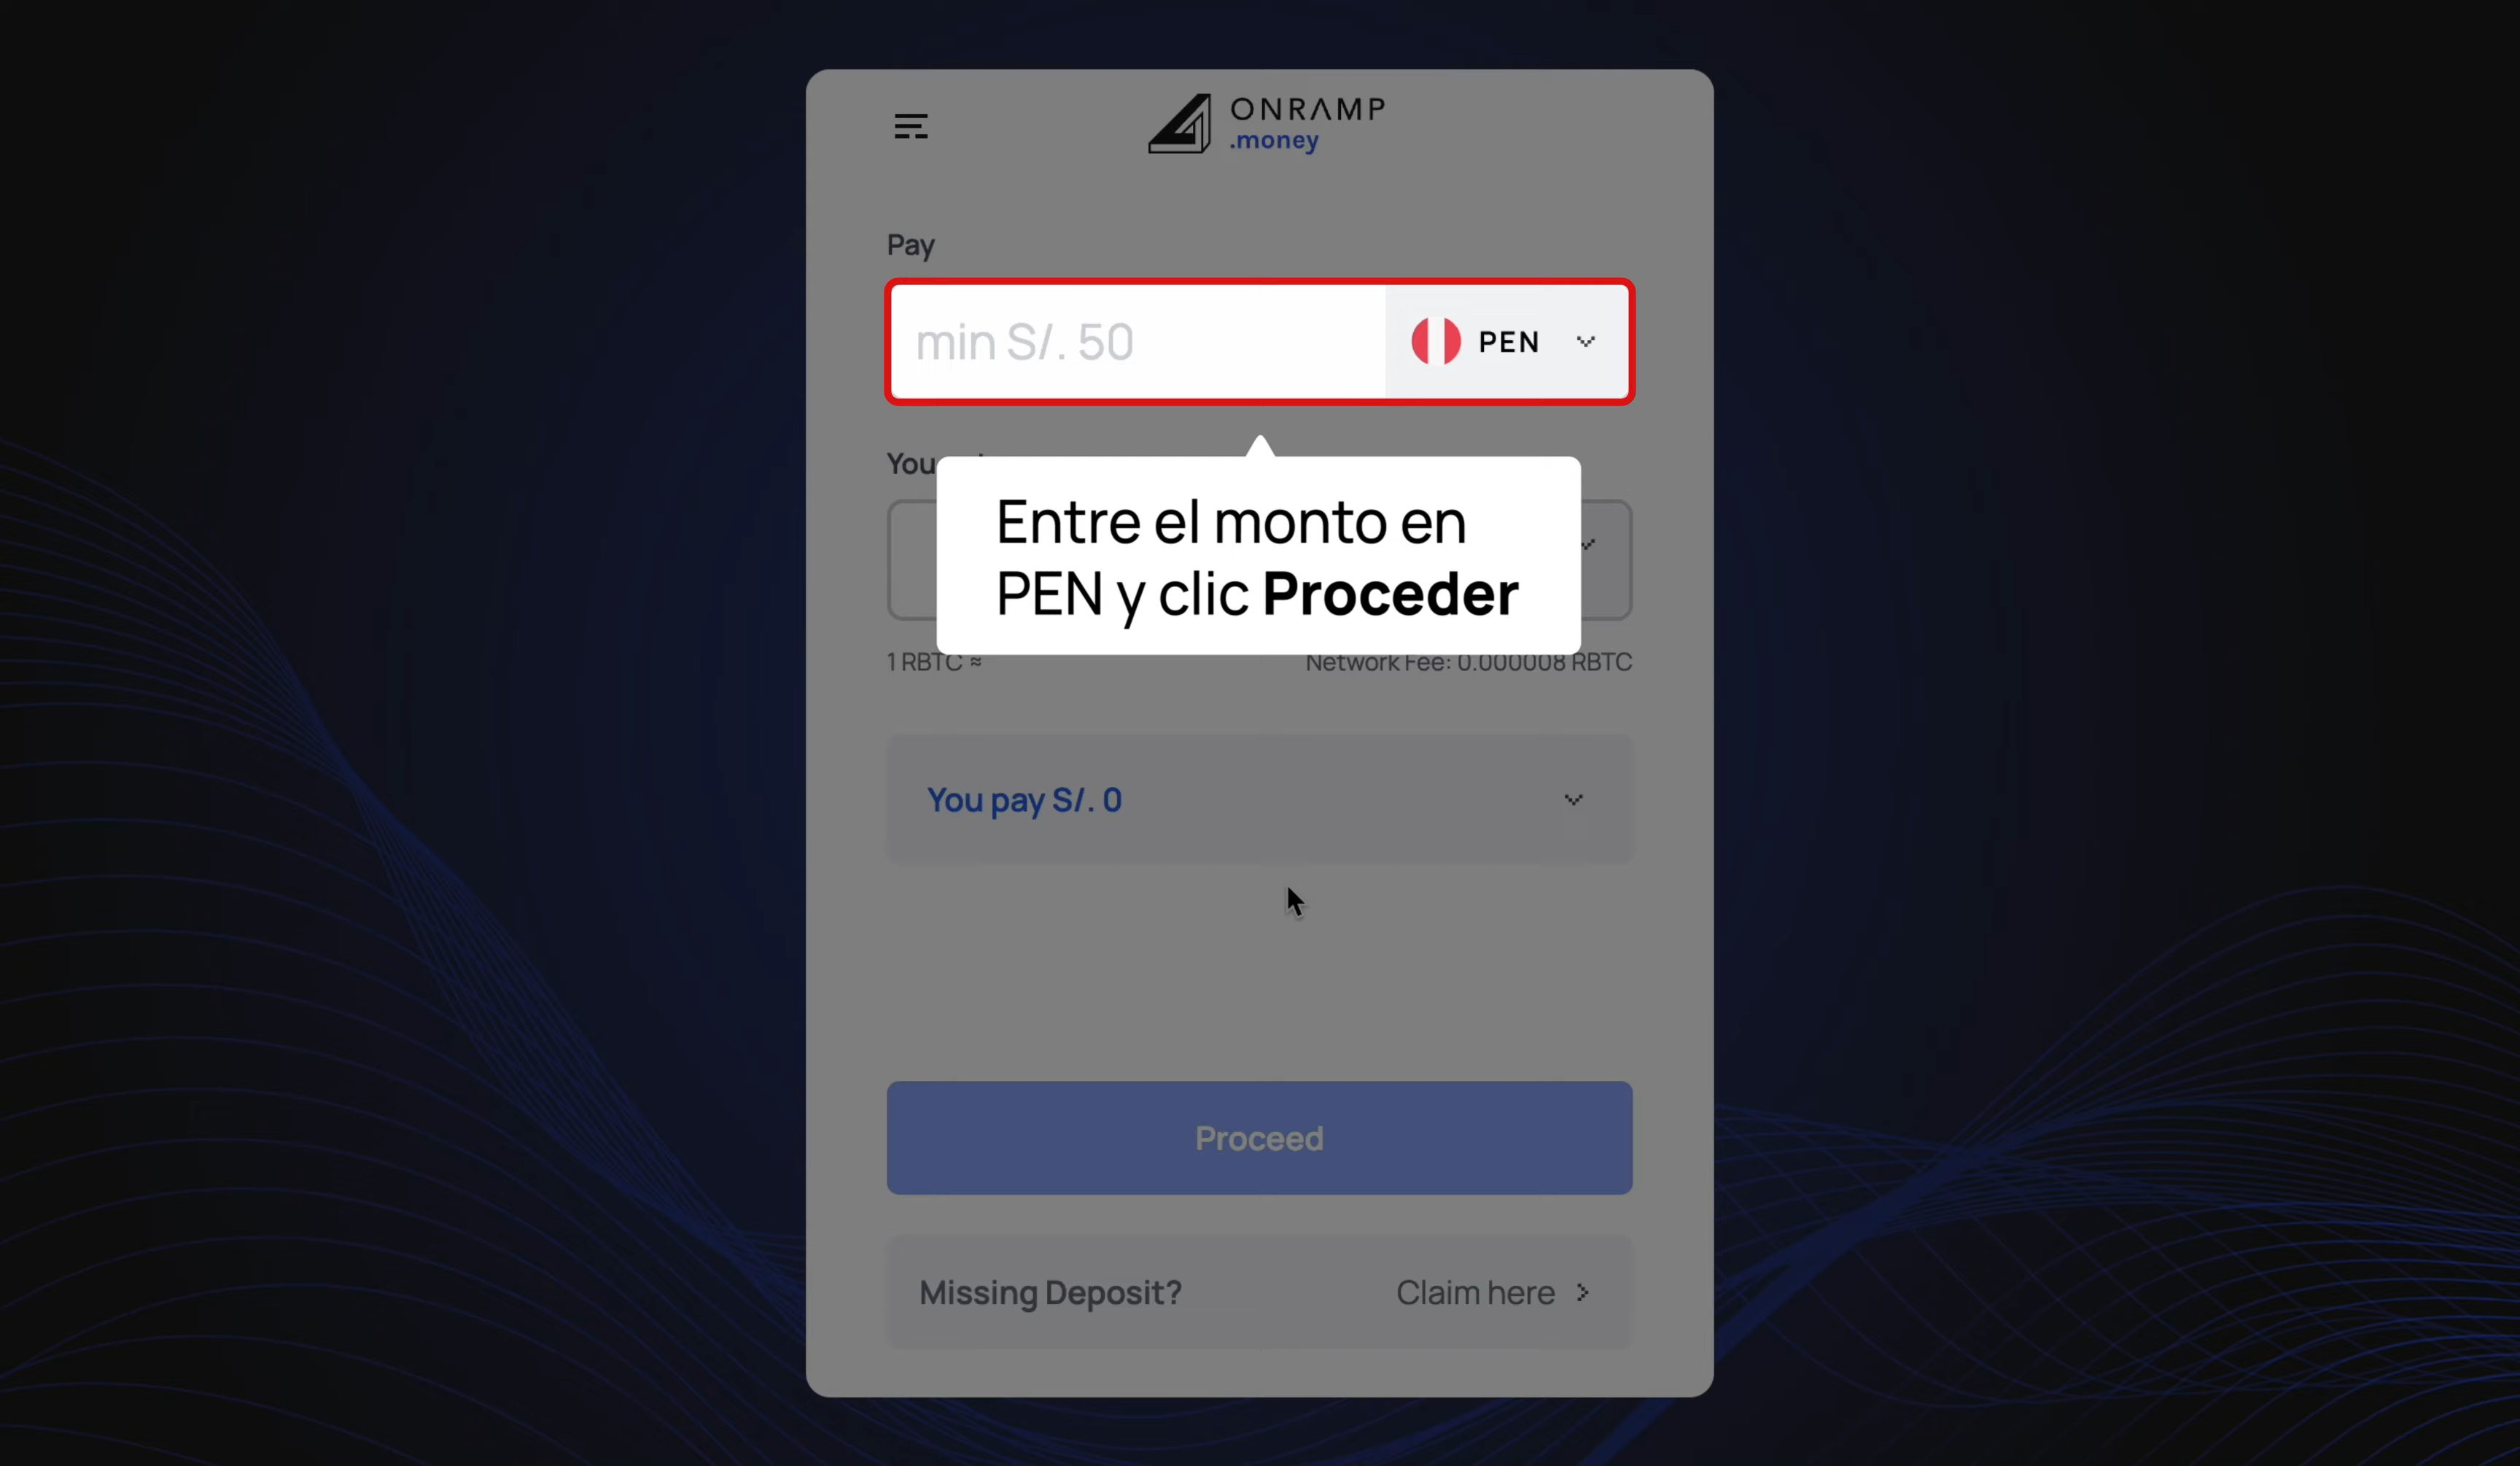 ONRAMP
.money
Pay
min S/. 50
PEN
You
Entre el monto en
PEN y clic Proceder
1 RBTC ≈
Network Fee: 0.000008 RBTC
You pay S/. 0
Proceed
Missing Deposit?
Claim here